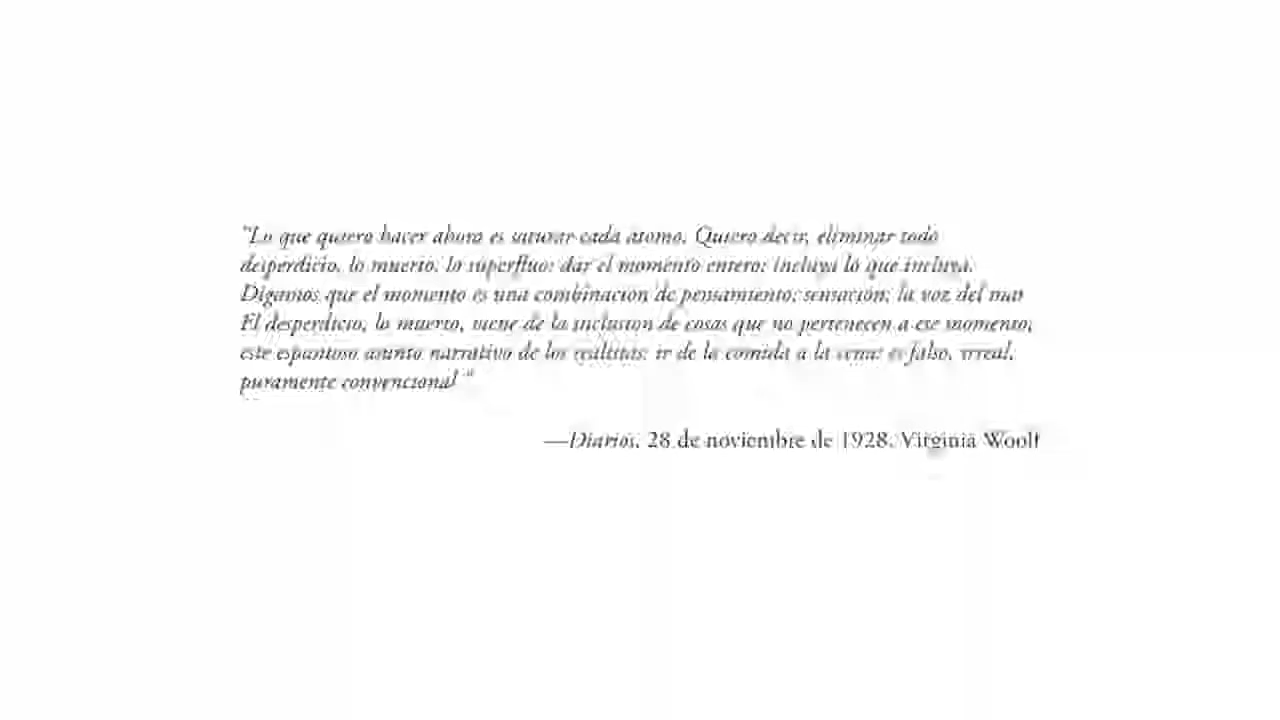 "Lo que quiero hacer ahora es saturar cada átomo. Quiero decir, eliminar todo
desperdicio, lo muerto, lo superfluo: dar el momento entero; incluya lo que incluya.
Digamos que el momento es una combinación de pensamiento; sensación; la voz del mar
El desperdicio, lo muerto, viene de la inclusión de cosas que no pertenecen a ese momento;
este espantoso asunto narrativo de los realistas: ir de la comida a la cena: es falso, irreal,
puramente convencional"
—Diarios, 28 de noviembre de 1928. Virginia Woolf